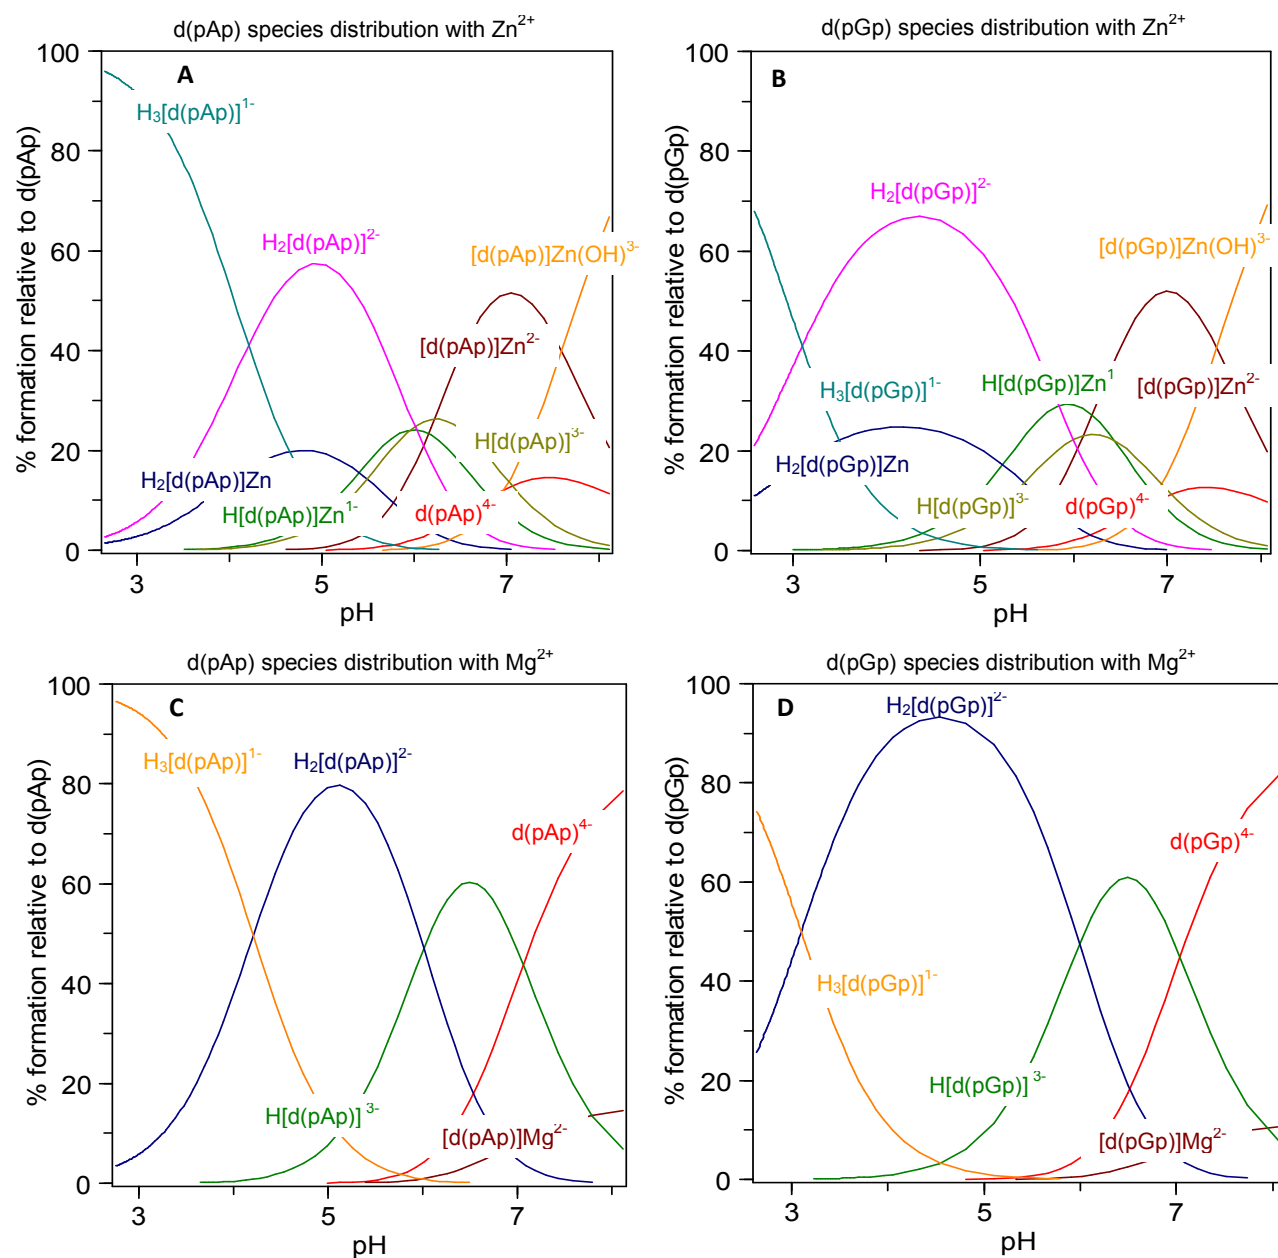 d(pAp) species distribution with Zn²⁺
A
% formation relative to d(pAp)
100
80
60
40
20
0
H₃[d(pAp)]¹⁻
H₂[d(pAp)]²⁻
[d(pAp)]Zn(OH)³⁻
[d(pAp)]Zn²⁻
H[d(pAp)]³⁻
H₂[d(pAp)]Zn
H[d(pAp)]Zn¹⁻
d(pAp)⁴⁻
3 5 7
pH
d(pGp) species distribution with Zn²⁺
B
% formation relative to d(pGp)
100
80
60
40
20
0
H₂[d(pGp)]²⁻
[d(pGp)]Zn(OH)³⁻
H₃[d(pGp)]¹⁻
H[d(pGp)]Zn¹
[d(pGp)]Zn²⁻
H₂[d(pGp)]Zn
H[d(pGp)]³⁻
d(pGp)⁴⁻
3 5 7
pH
d(pAp) species distribution with Mg²⁺
C
% formation relative to d(pAp)
100
80
60
40
20
0
H₃[d(pAp)]¹⁻
H₂[d(pAp)]²⁻
d(pAp)⁴⁻
H[d(pAp)]³⁻
[d(pAp)]Mg²⁻
3 5 7
pH
d(pGp) species distribution with Mg²⁺
D
% formation relative to d(pGp)
100
80
60
40
20
0
H₂[d(pGp)]²⁻
d(pGp)⁴⁻
H₃[d(pGp)]¹⁻
H[d(pGp)]³⁻
[d(pGp)]Mg²⁻
3 5 7
pH